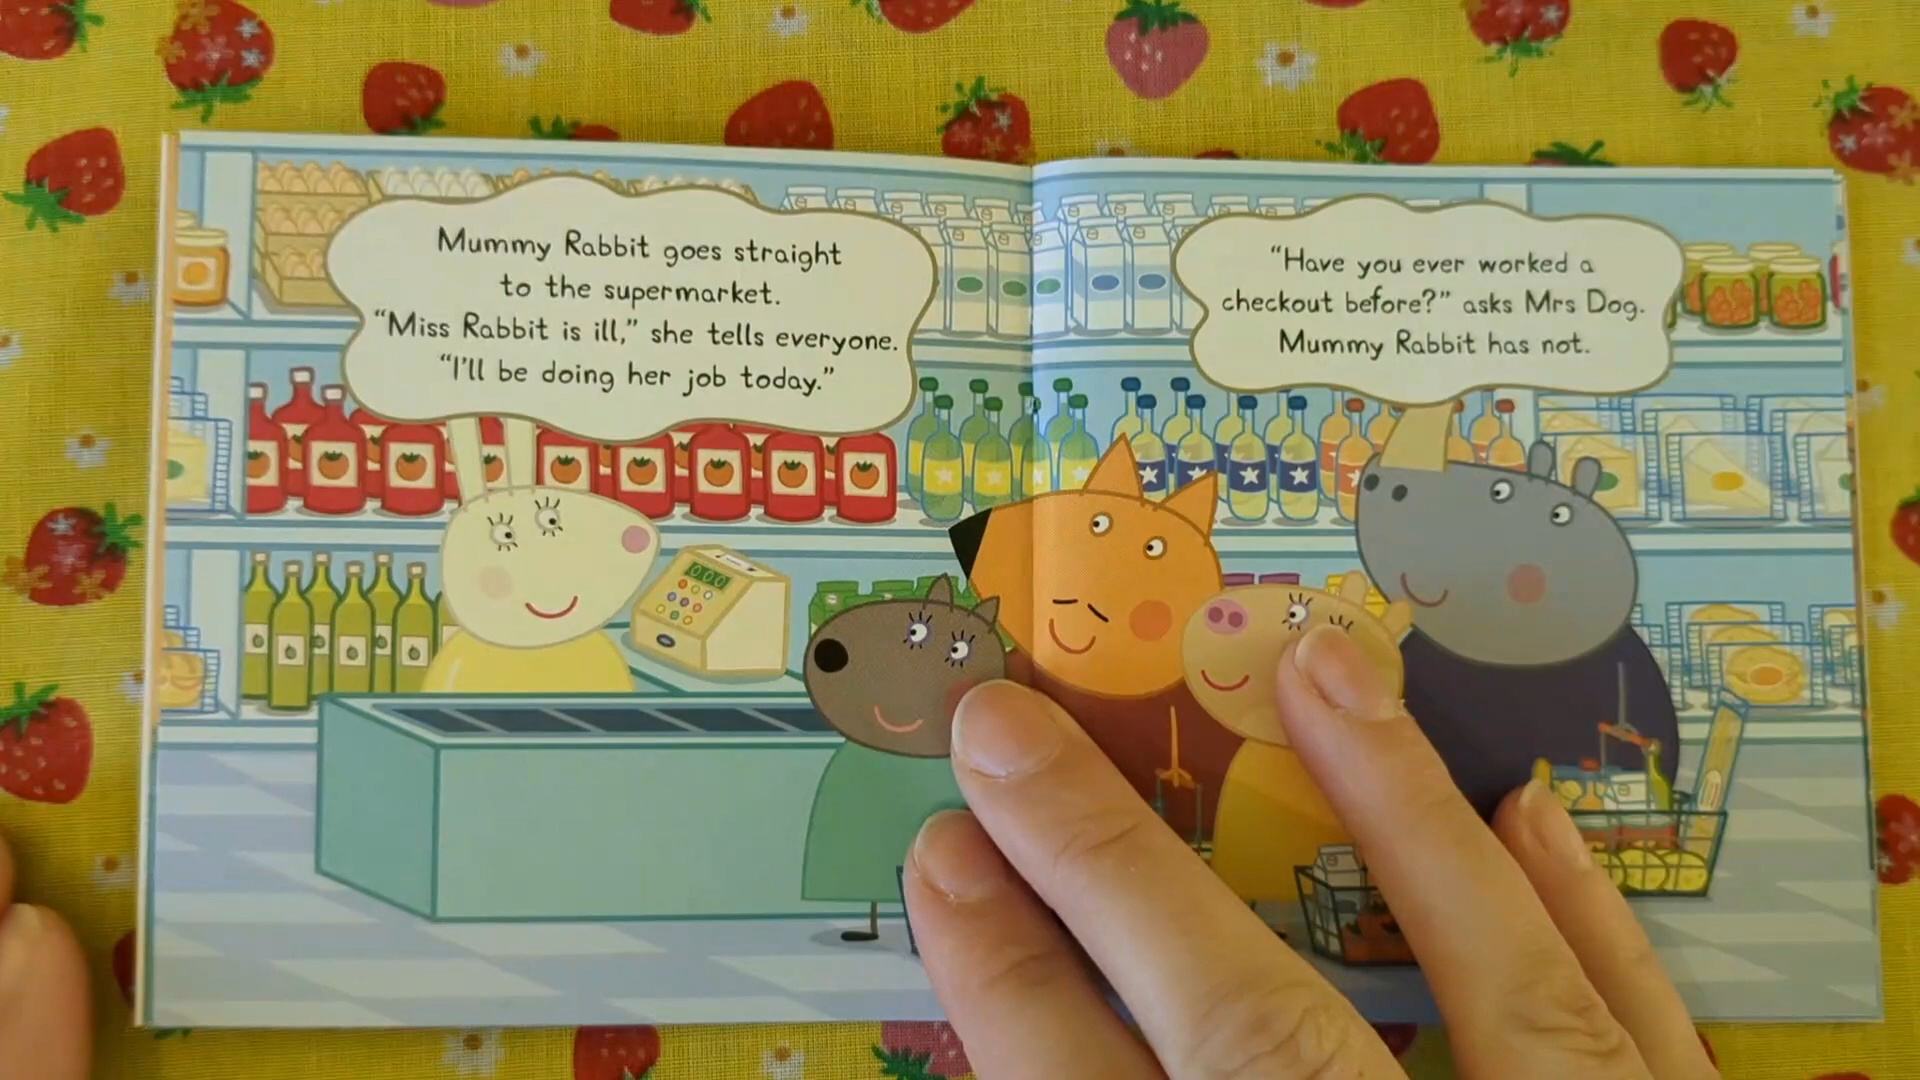 Mummy Rabbit goes straight
to the supermarket.
“Miss Rabbit is ill,” she tells everyone.
“I’ll be doing her job today.”
“Have you ever worked a
checkout before?” asks Mrs Dog.
Mummy Rabbit has not.
000